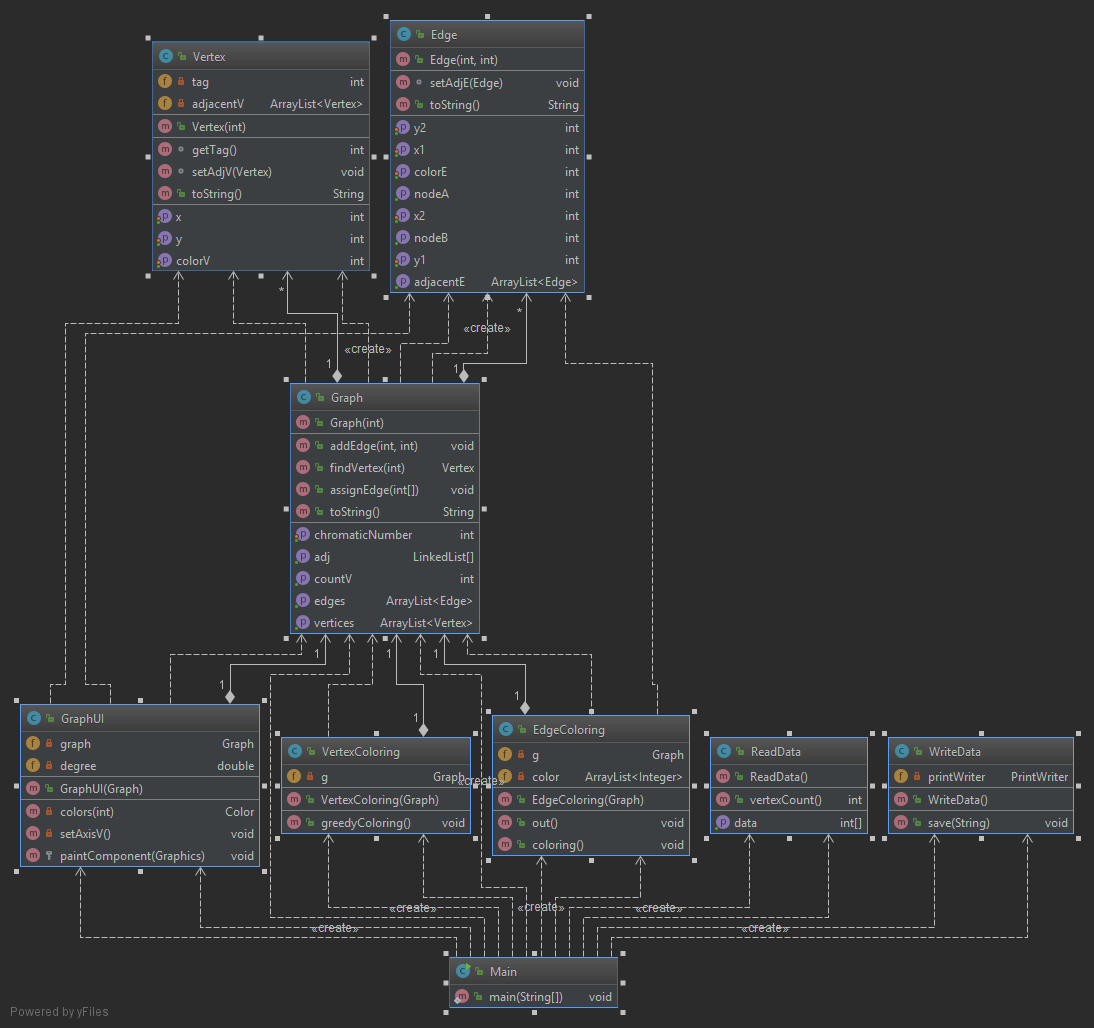 Vertex
tag int
adjacentV ArrayList<Vertex>
Vertex(int)
getTag() int
setAdjV(Vertex) void
toString() String
x int
y int
colorV int
Edge
Edge(int, int)
setAdjE(Edge) void
toString() String
y2 int
x1 int
colorE int
nodeA int
x2 int
nodeB int
y1 int
adjacentE ArrayList<Edge>
*
*
«create»
«create»
1
1
Graph
Graph(int)
addEdge(int, int) void
findVertex(int) Vertex
assignEdge(int[]) void
toString() String
chromaticNumber int
adj LinkedList[]
countV int
edges ArrayList<Edge>
vertices ArrayList<Vertex>
1
1
1
1
1
1
GraphUI
graph Graph
degree double
GraphUI(Graph)
colors(int) Color
setAxisV() void
paintComponent(Graphics) void
VertexColoring
g Graph
VertexColoring(Graph)
greedyColoring() void
«create»
EdgeColoring
g Graph
color ArrayList<Integer>
EdgeColoring(Graph)
out() void
coloring() void
ReadData
ReadData()
vertexCount() int
data int[]
WriteData
printWriter PrintWriter
WriteData()
save(String) void
«create»
«create»
«create»
«create»
«create»
Main
main(String[]) void
Powered by yFiles